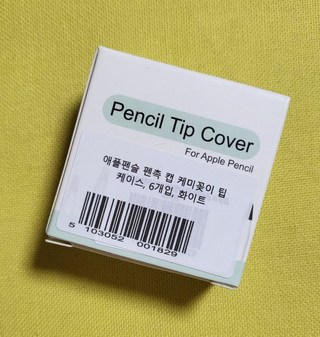 Pencil Tip Cover
For Apple Pencil
애플펜슬 펜촉 캡 케미꽂이 팁
케이스, 6개입, 화이트
5 103052 001829